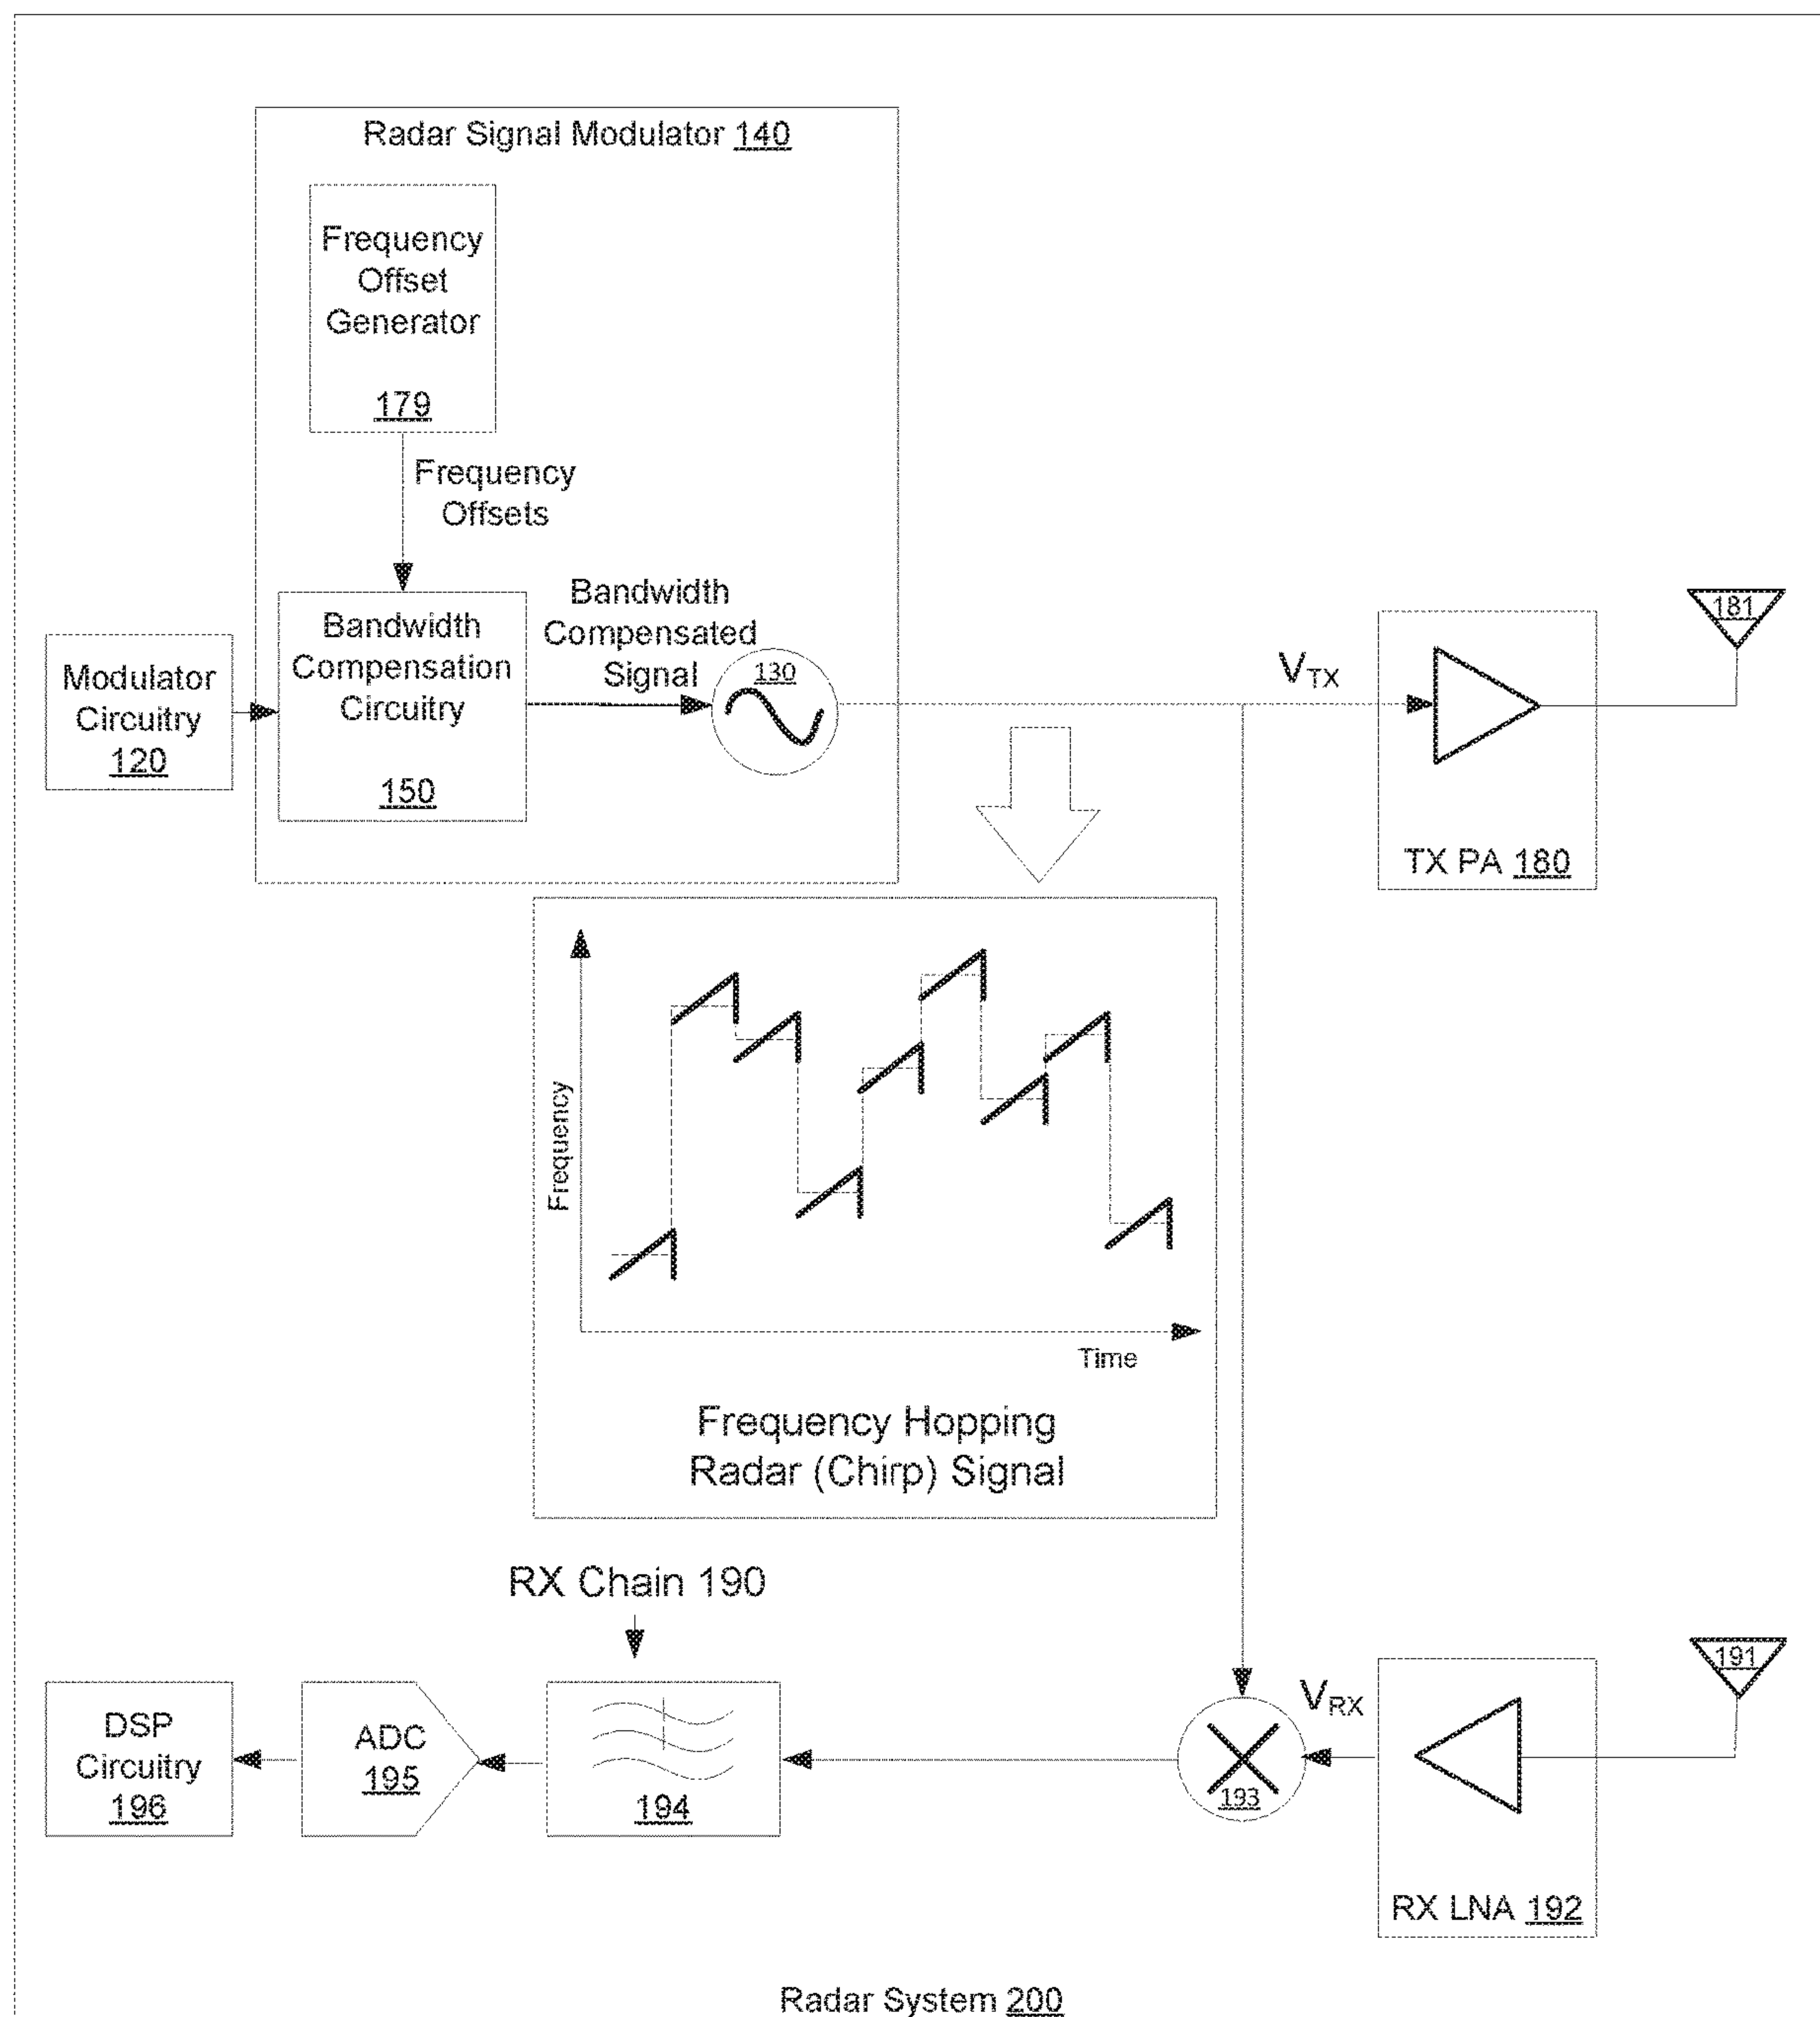 Radar Signal Modulator 140
Frequency
Offset
Generator
179
Frequency
Offsets
Bandwidth
Compensation
Circuitry
150
Bandwidth
Compensated
Signal
130
Modulator
Circuitry
120
VTX
181
TX PA 180
Frequency
Time
Frequency Hopping
Radar (Chirp) Signal
RX Chain 190
DSP
Circuitry
196
ADC
195
194
193
VRX
191
RX LNA 192
Radar System 200